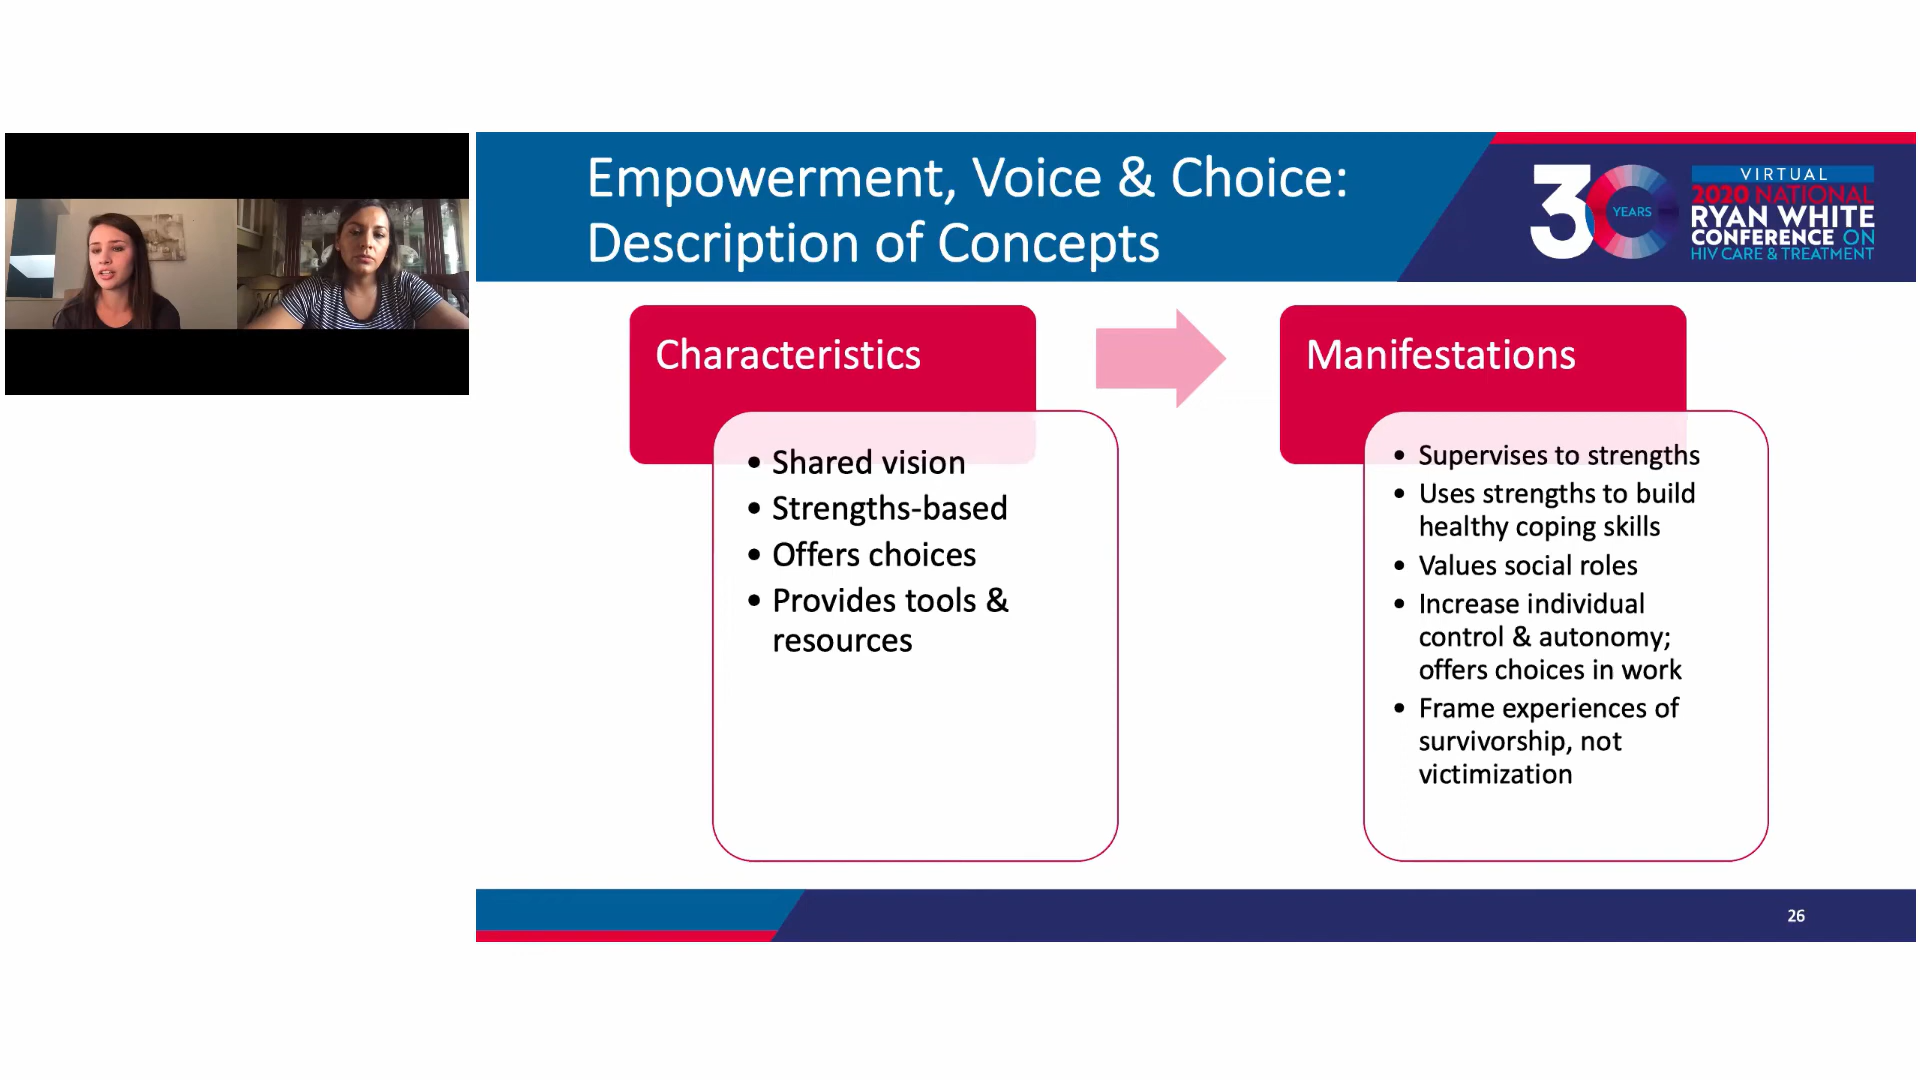 Empowerment, Voice & Choice:
Description of Concepts
30
YEARS
VIRTUAL
2020 NATIONAL
RYAN WHITE
CONFERENCE ON
HIV CARE & TREATMENT
Characteristics
• Shared vision
• Strengths-based
• Offers choices
• Provides tools &
resources
Manifestations
• Supervises to strengths
• Uses strengths to build
healthy coping skills
• Values social roles
• Increase individual
control & autonomy;
offers choices in work
• Frame experiences of
survivorship, not
victimization
26